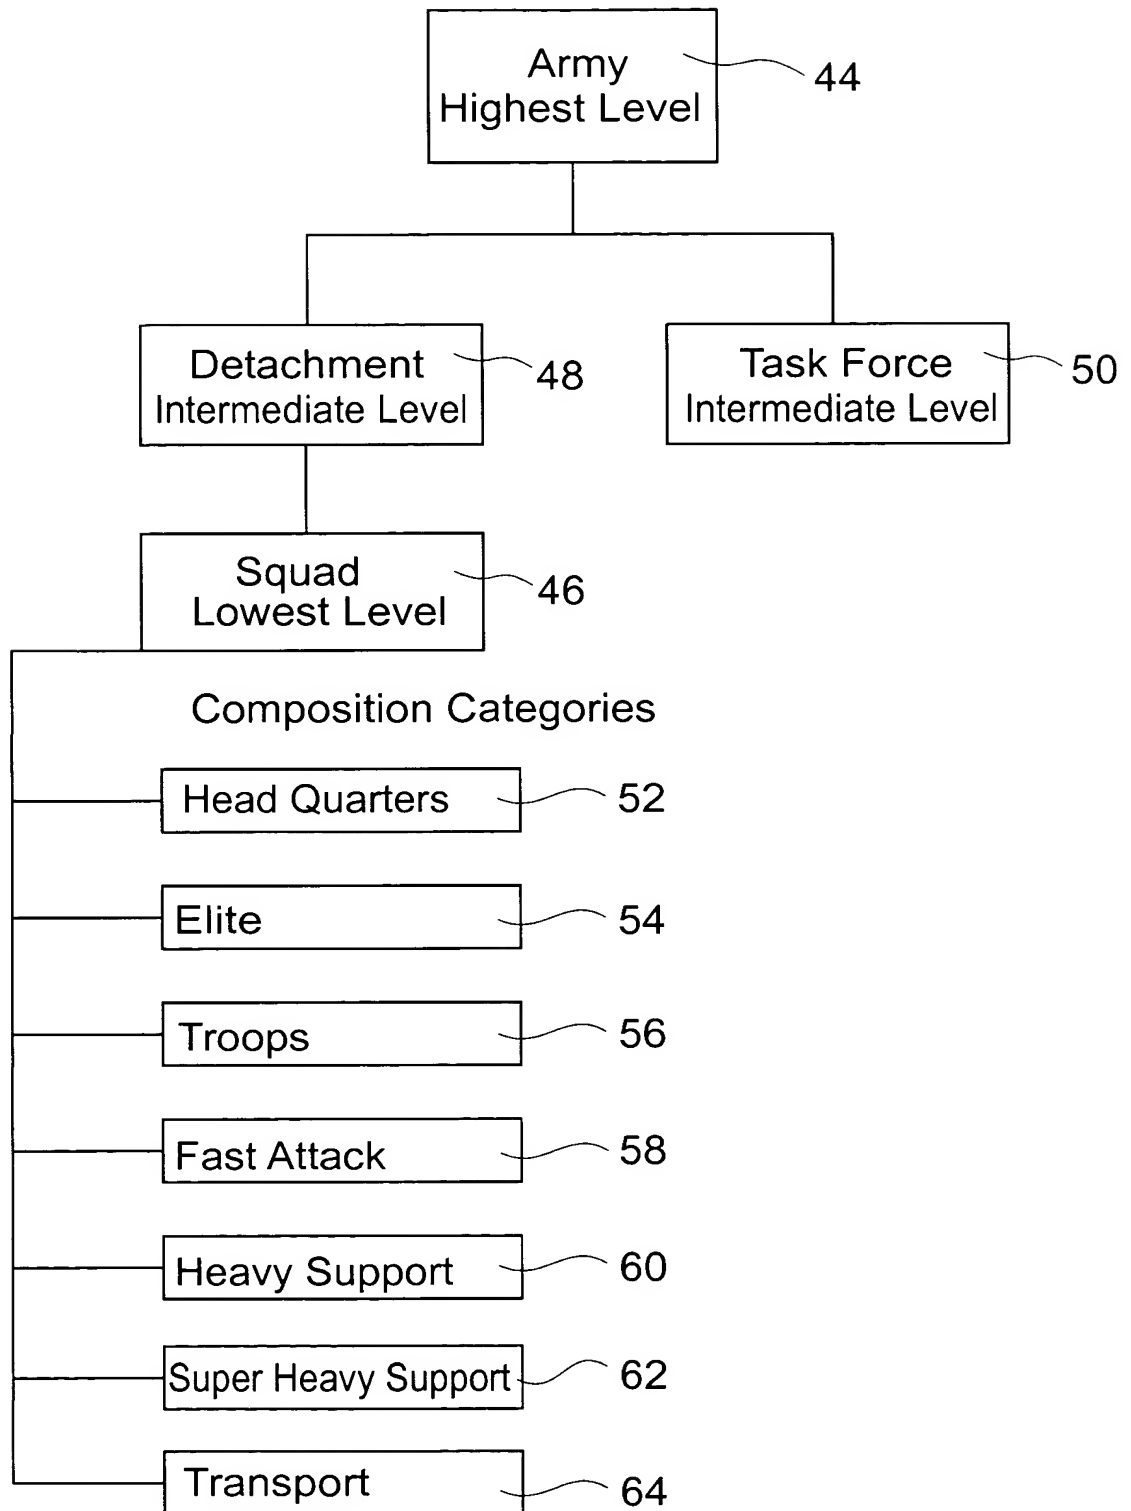 Army
Highest Level
44
Detachment
Intermediate Level
48
Task Force
Intermediate Level
50
Squad
Lowest Level
46
Composition Categories
Head Quarters
52
Elite
54
Troops
56
Fast Attack
58
Heavy Support
60
Super Heavy Support
62
Transport
64